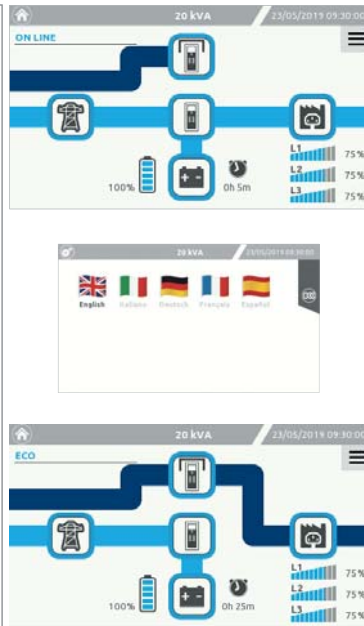 20 kVA 23/05/2019 09:30:00
ON LINE
L1 75%
L2 75%
100% 0h 5m
L3 75%
20 kVA 23/05/2019 09:30:00
English Italiano Deutsch Français Español
20 kVA 23/05/2019 09:30:00
ECO
L1 75%
L2 75%
100% 0h 25m
L3 75%